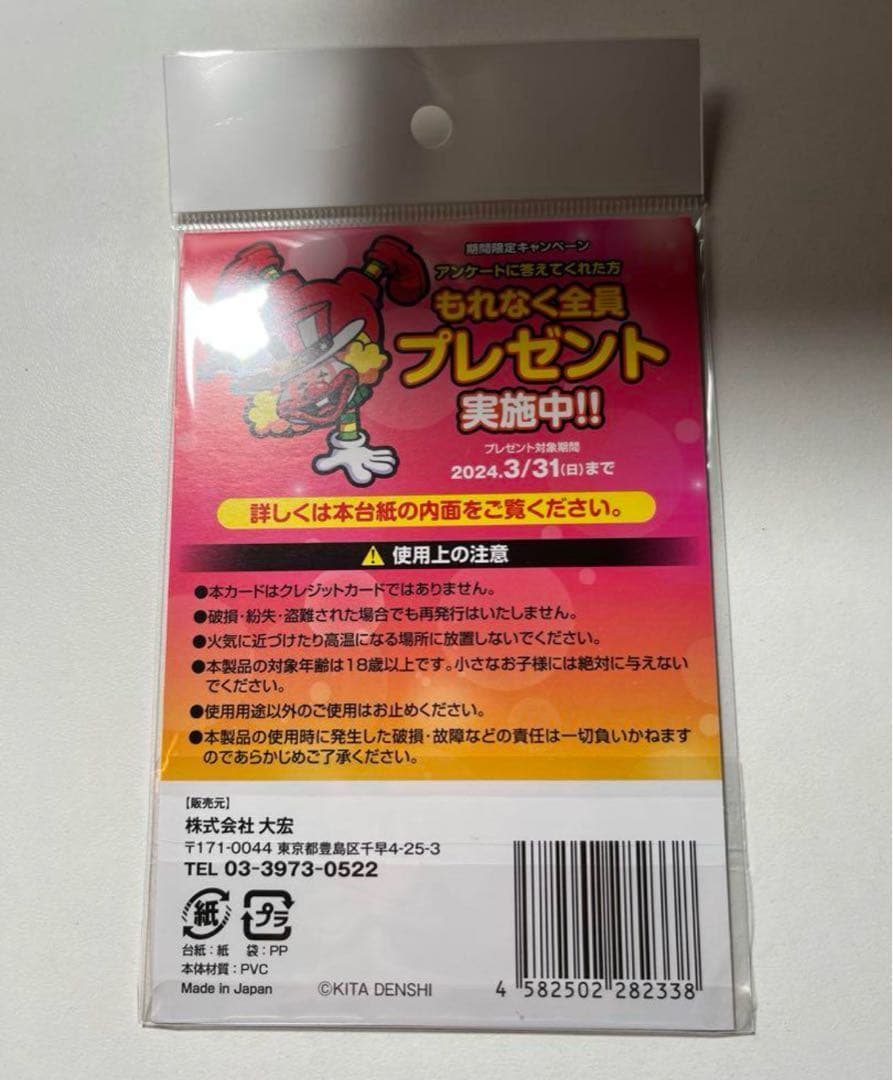 期間限定キャンペーン
アンケートに答えてくれた方
もれなく全員
プレゼント
実施中!!
プレゼント対象期間
2024.3/31(日)まで
詳しくは本台紙の内面をご覧ください。
使用上の注意
●本カードはクレジットカードではありません。
●破損・紛失・盗難された場合でも再発行はいたしません。
●火気に近づけたり高温になる場所に放置しないでください。
●本製品の対象年齢は18歳以上です。小さなお子様には絶対に与えない
でください。
●使用用途以外のご使用はお止めください。
●本製品の使用時に発生した破損・故障などの責任は一切負いかねます
のであらかじめご了承ください。
【販売元】
株式会社 大宏
〒171-0044 東京都豊島区千早4-25-3
TEL 03-3973-0522
紙 プラ
台紙：紙 袋：PP
本体材質：PVC
Made in Japan ©KITA DENSHI
4 582502 282338